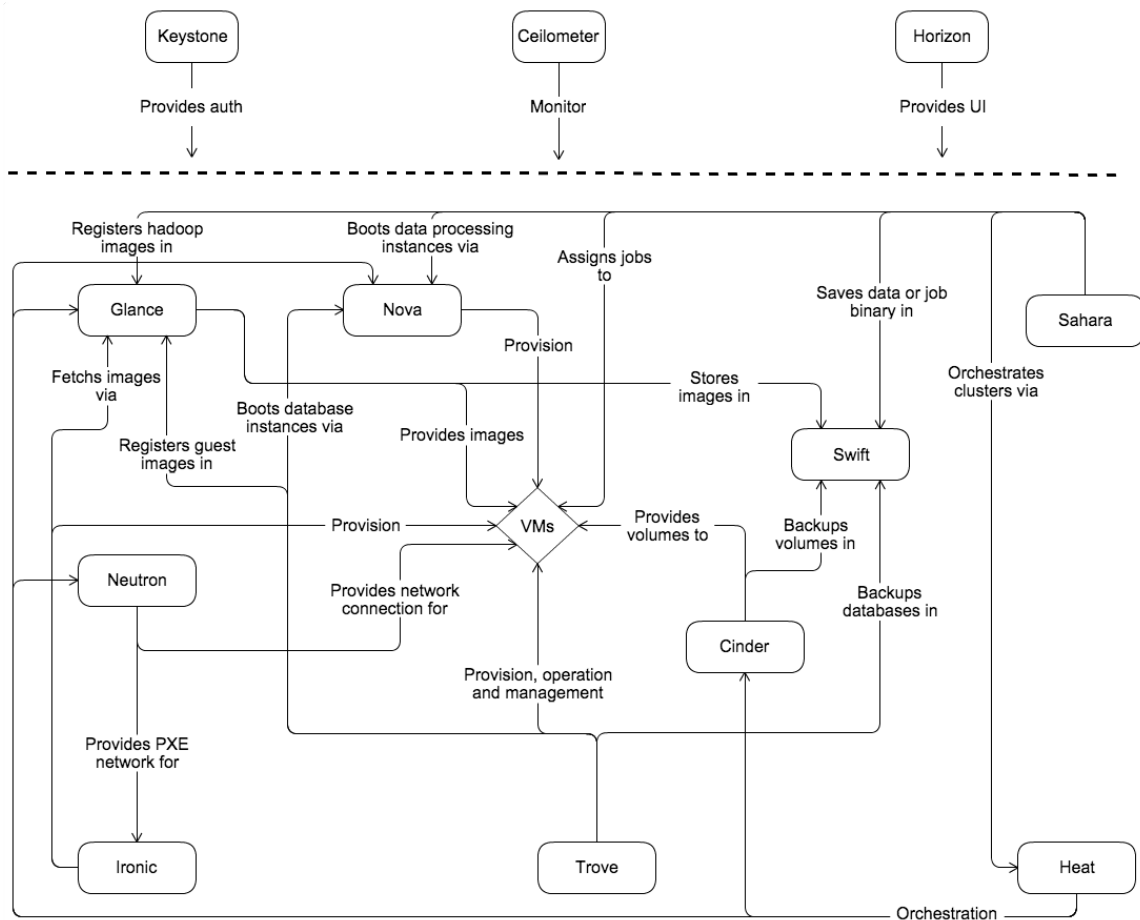 Keystone
Ceilometer
Horizon
Provides auth
Monitor
Provides UI
Registers hadoop
images in
Boots data processing
instances via
Assigns jobs
to
Saves data or job
binary in
Glance
Nova
Sahara
Provision
Fetchs images
via
Stores
images in
Orchestrates
clusters via
Boots database
instances via
Provides images
Registers guest
images in
Swift
Provision
VMs
Provides
volumes to
Backups
volumes in
Neutron
Provides network
connection for
Backups
databases in
Cinder
Provision, operation
and management
Provides PXE
network for
Ironic
Trove
Heat
Orchestration